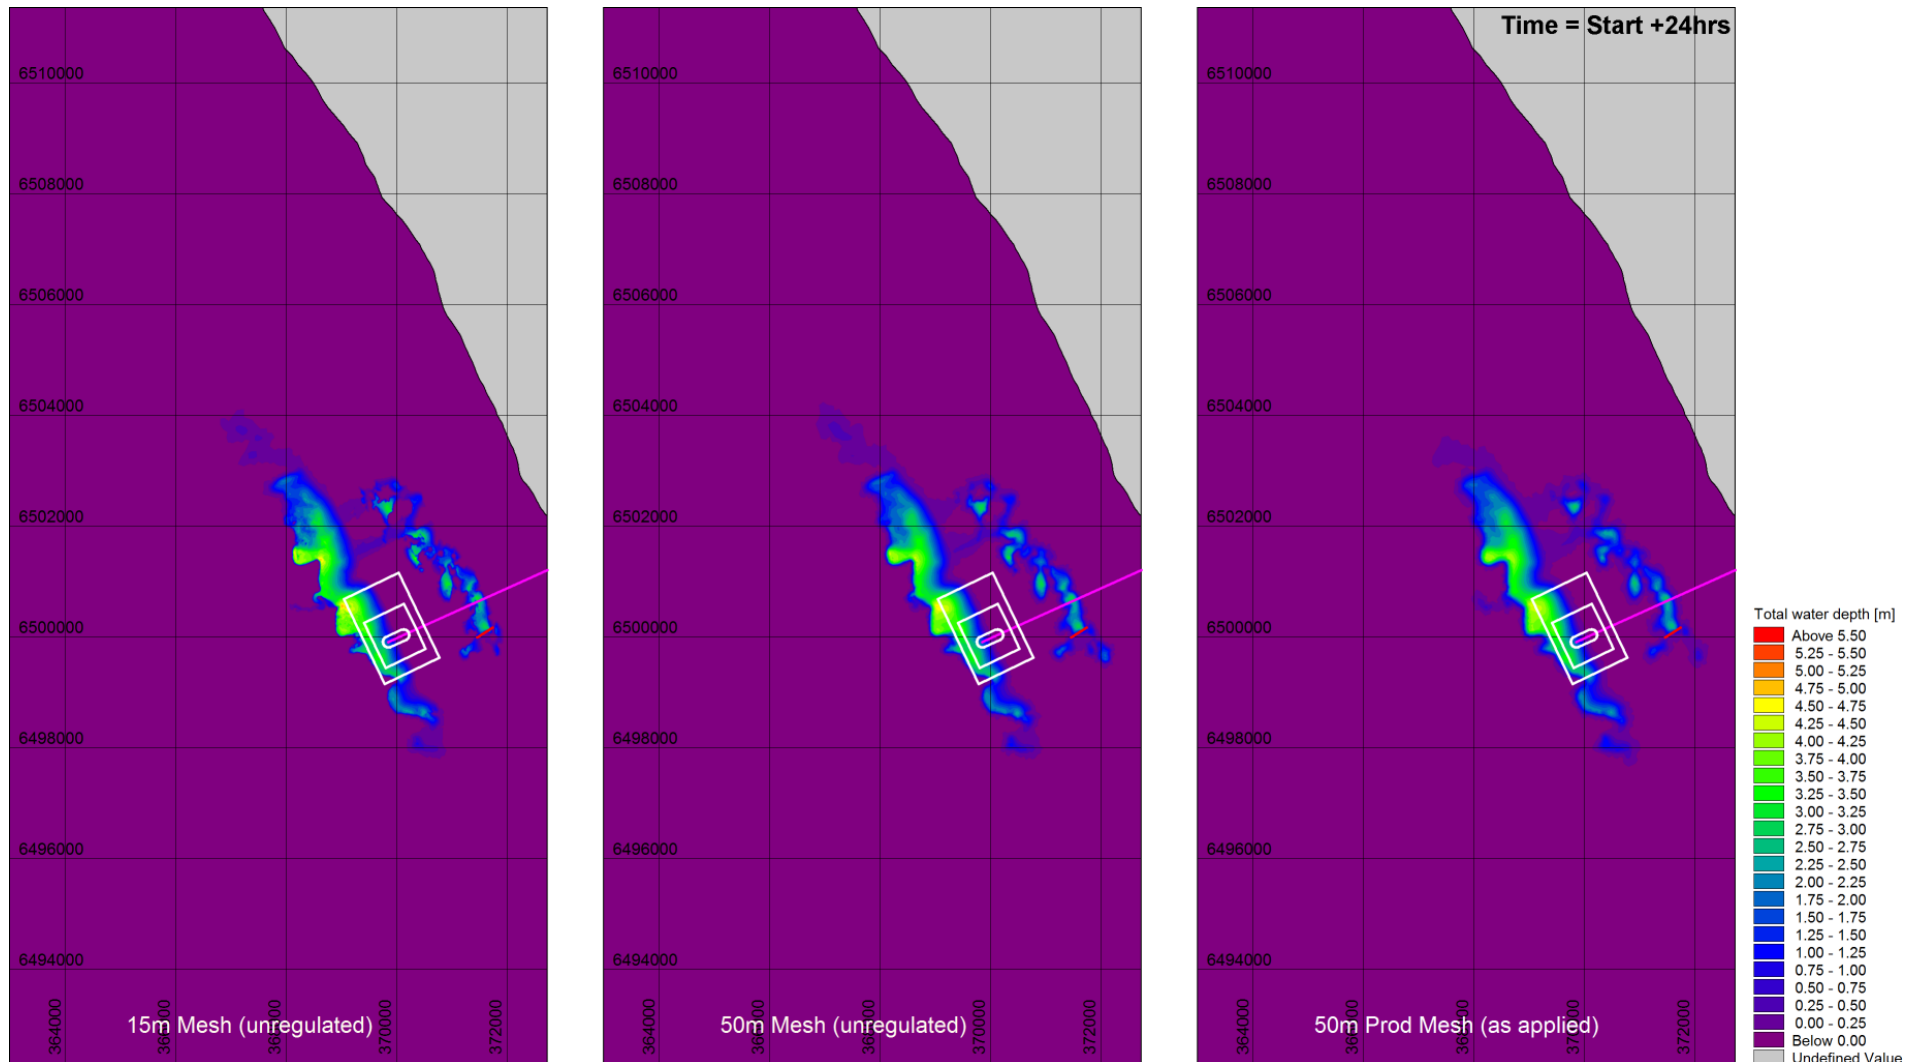 Time = Start +24hrs
6510000
6510000
6510000
6508000
6508000
6508000
6506000
6506000
6506000
6504000
6504000
6504000
6502000
6502000
6502000
6500000
6500000
6500000
6498000
6498000
6498000
6496000
6496000
6496000
6494000
6494000
6494000
364000
370000
372000
364000
370000
372000
364000
370000
372000
15m Mesh (unregulated)
50m Mesh (unregulated)
50m Prod Mesh (as applied)
Total water depth [m]
Above 5.50
5.25 - 5.50
5.00 - 5.25
4.75 - 5.00
4.50 - 4.75
4.25 - 4.50
4.00 - 4.25
3.75 - 4.00
3.50 - 3.75
3.25 - 3.50
3.00 - 3.25
2.75 - 3.00
2.50 - 2.75
2.25 - 2.50
2.00 - 2.25
1.75 - 2.00
1.50 - 1.75
1.25 - 1.50
1.00 - 1.25
0.75 - 1.00
0.50 - 0.75
0.25 - 0.50
0.00 - 0.25
Below 0.00
Undefined Value